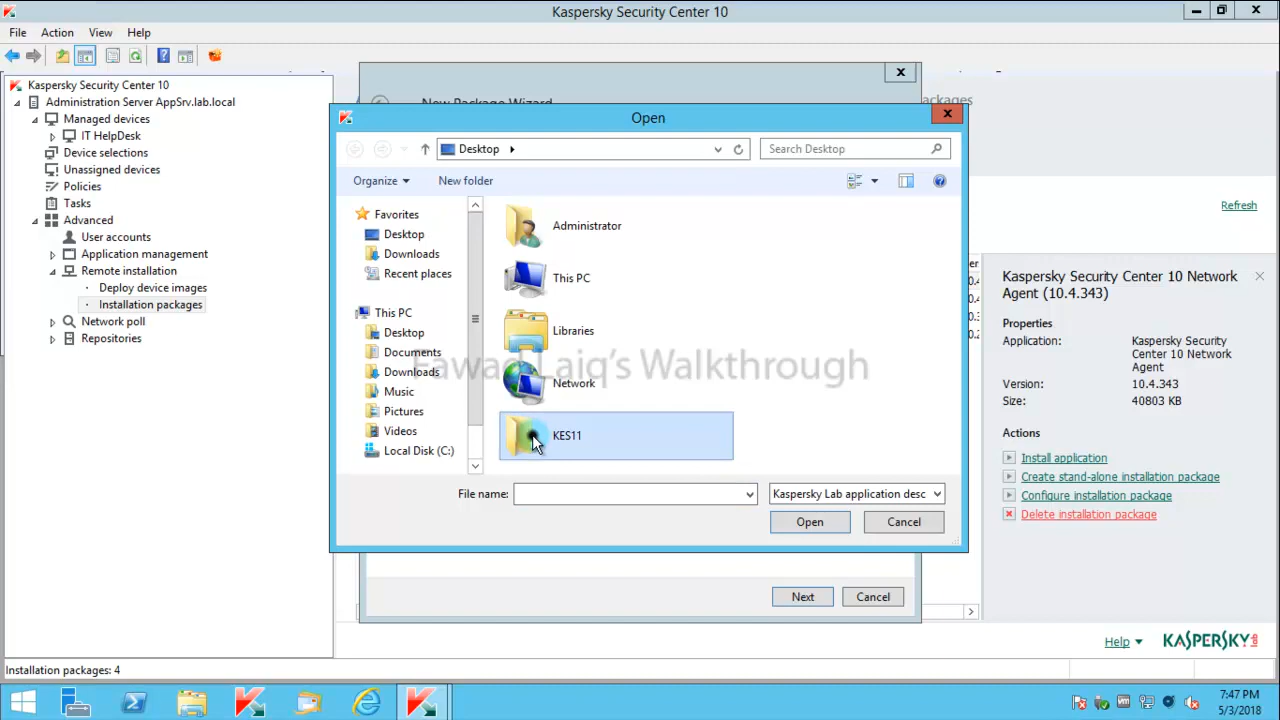 Kaspersky Security Center 10
File Action View Help
Kaspersky Security Center 10
Administration Server AppSrv.lab.local
Managed devices
IT HelpDesk
Device selections
Unassigned devices
Policies
Tasks
Advanced
User accounts
Application management
Remote installation
Deploy device images
Installation packages
Network poll
Repositories
New Package Wizard
ackages
Open
Desktop
Search Desktop
Organize
New folder
Favorites
Desktop
Downloads
Recent places
This PC
Desktop
Documents
Downloads
Music
Pictures
Videos
Local Disk (C:)
Administrator
This PC
Libraries
Network
KES11
Fawad Laiq's Walkthrough
File name:
Kaspersky Lab application desc
Open
Cancel
Next
Cancel
Refresh
Kaspersky Security Center 10 Network
Agent (10.4.343)
Properties
Application: Kaspersky Security
Center 10 Network
Agent
Version: 10.4.343
Size: 40803 KB
Actions
Install application
Create stand-alone installation package
Configure installation package
Delete installation package
Help
KASPERSKY LAB
Installation packages: 4
7:47 PM
5/3/2018